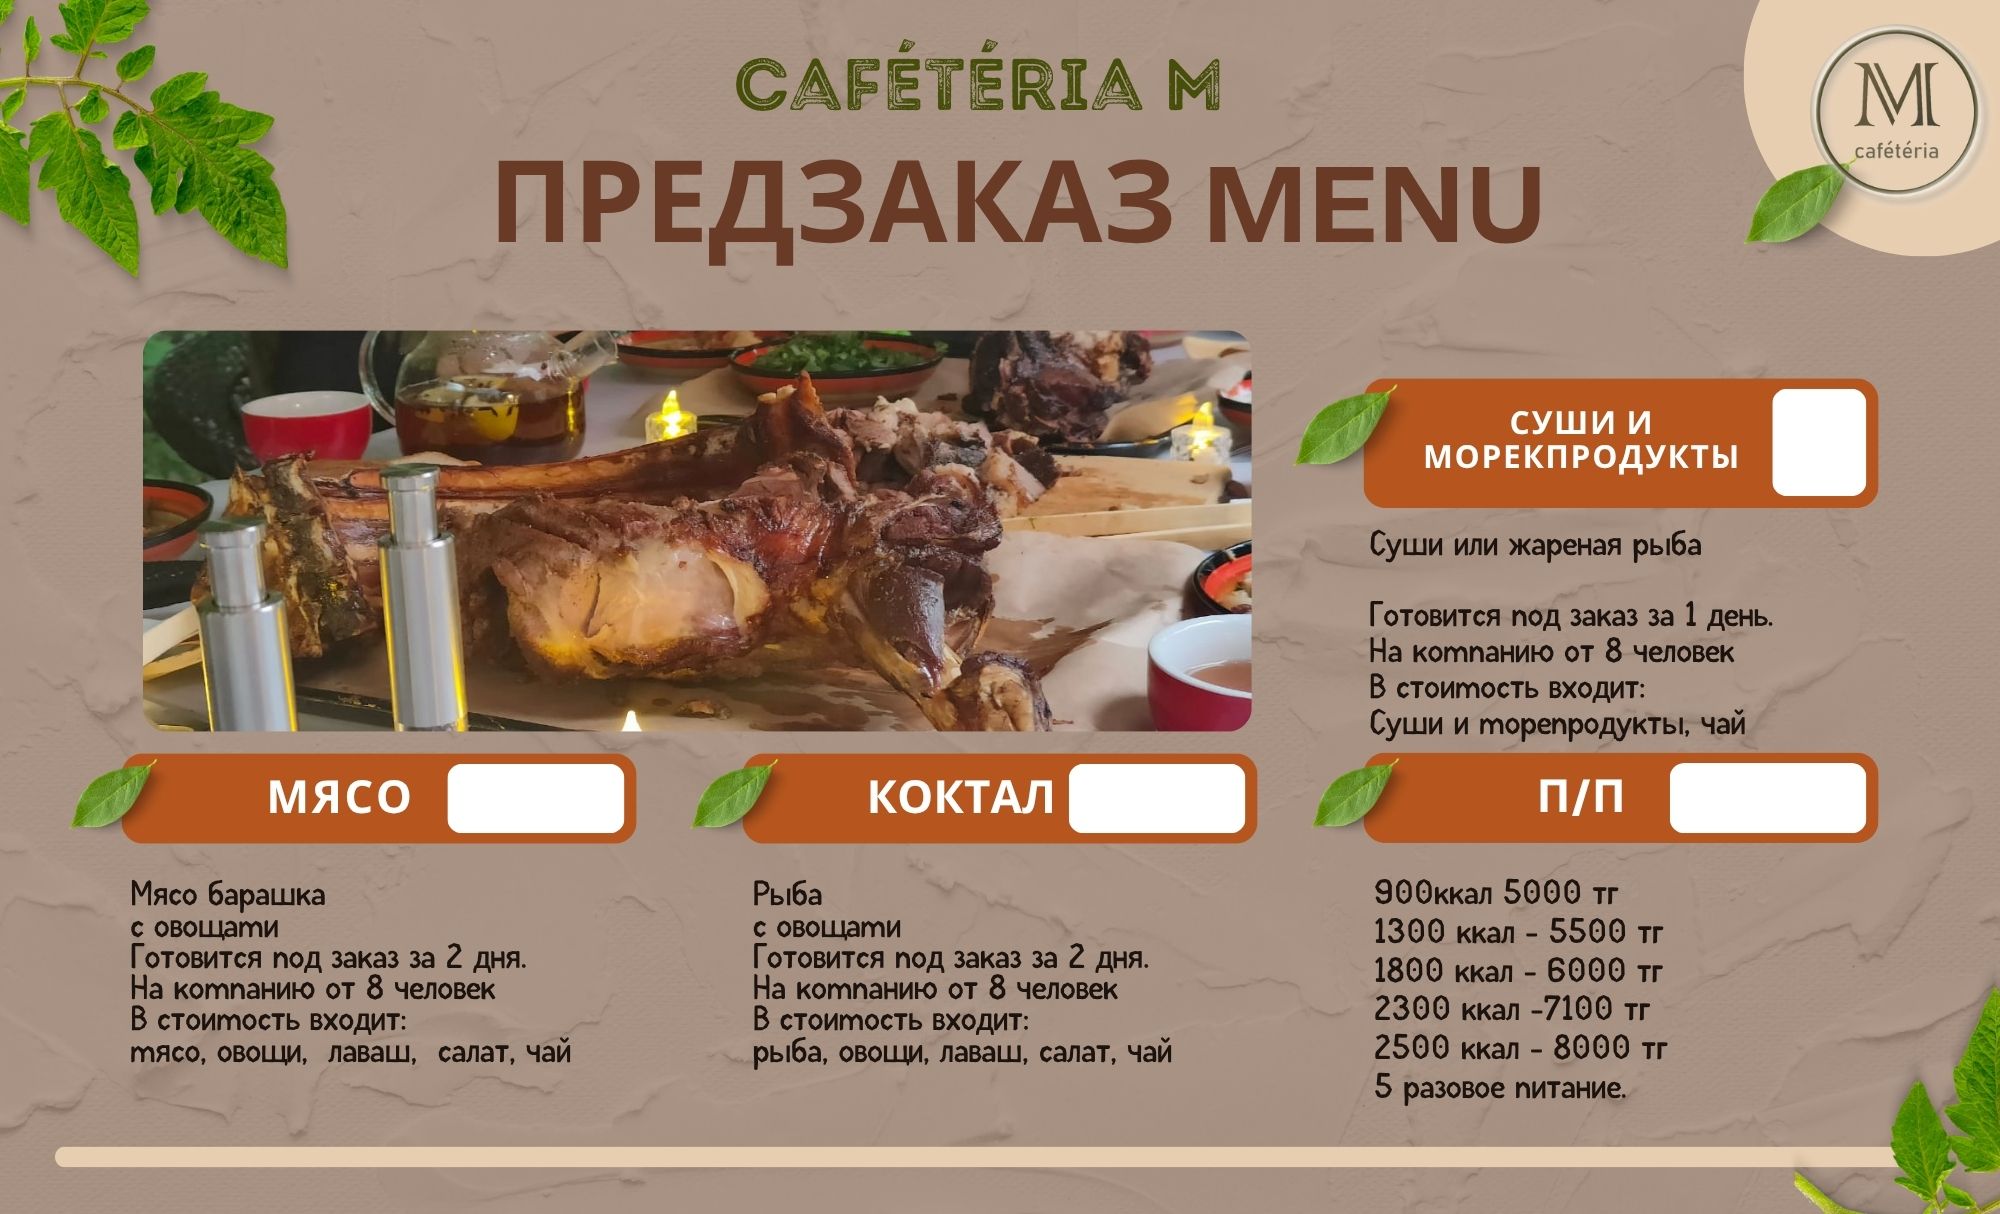 CAFÉTÉRIA M
M
cafétéria
ПРЕДЗАКАЗ MENU
СУШИ И
МОРЕКПРОДУКТЫ
Суши или жареная рыба
Готовится под заказ за 1 день.
На компанию от 8 человек
В стоимость входит:
Суши и морепродукты, чай
МЯСО
Мясо барашка
с овощами
Готовится под заказ за 2 дня.
На компанию от 8 человек
В стоимость входит:
мясо, овощи, лаваш, салат, чай
КОКТАЛ
Рыба
с овощами
Готовится под заказ за 2 дня.
На компанию от 8 человек
В стоимость входит:
рыба, овощи, лаваш, салат, чай
П/П
900ккал 5000 тг
1300 ккал - 5500 тг
1800 ккал - 6000 тг
2300 ккал -7100 тг
2500 ккал - 8000 тг
5 разовое питание.